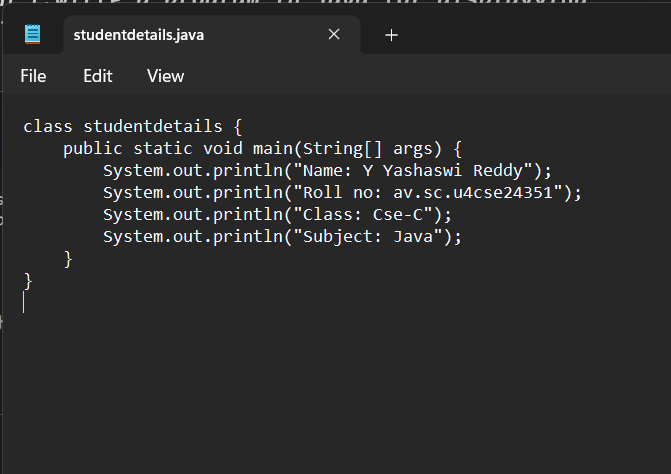 studentdetails.java
File Edit View
class studentdetails {
    public static void main(String[] args) {
        System.out.println("Name: Y Yashaswi Reddy");
        System.out.println("Roll no: av.sc.u4cse24351");
        System.out.println("Class: Cse-C");
        System.out.println("Subject: Java");
    }
}